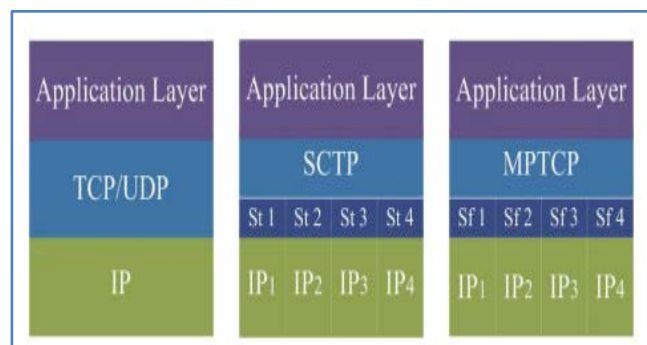 Application Layer
TCP/UDP
IP
Application Layer
SCTP
St 1 St 2 St 3 St 4
IP1 IP2 IP3 IP4
Application Layer
MPTCP
Sf 1 Sf 2 Sf 3 Sf 4
IP1 IP2 IP3 IP4